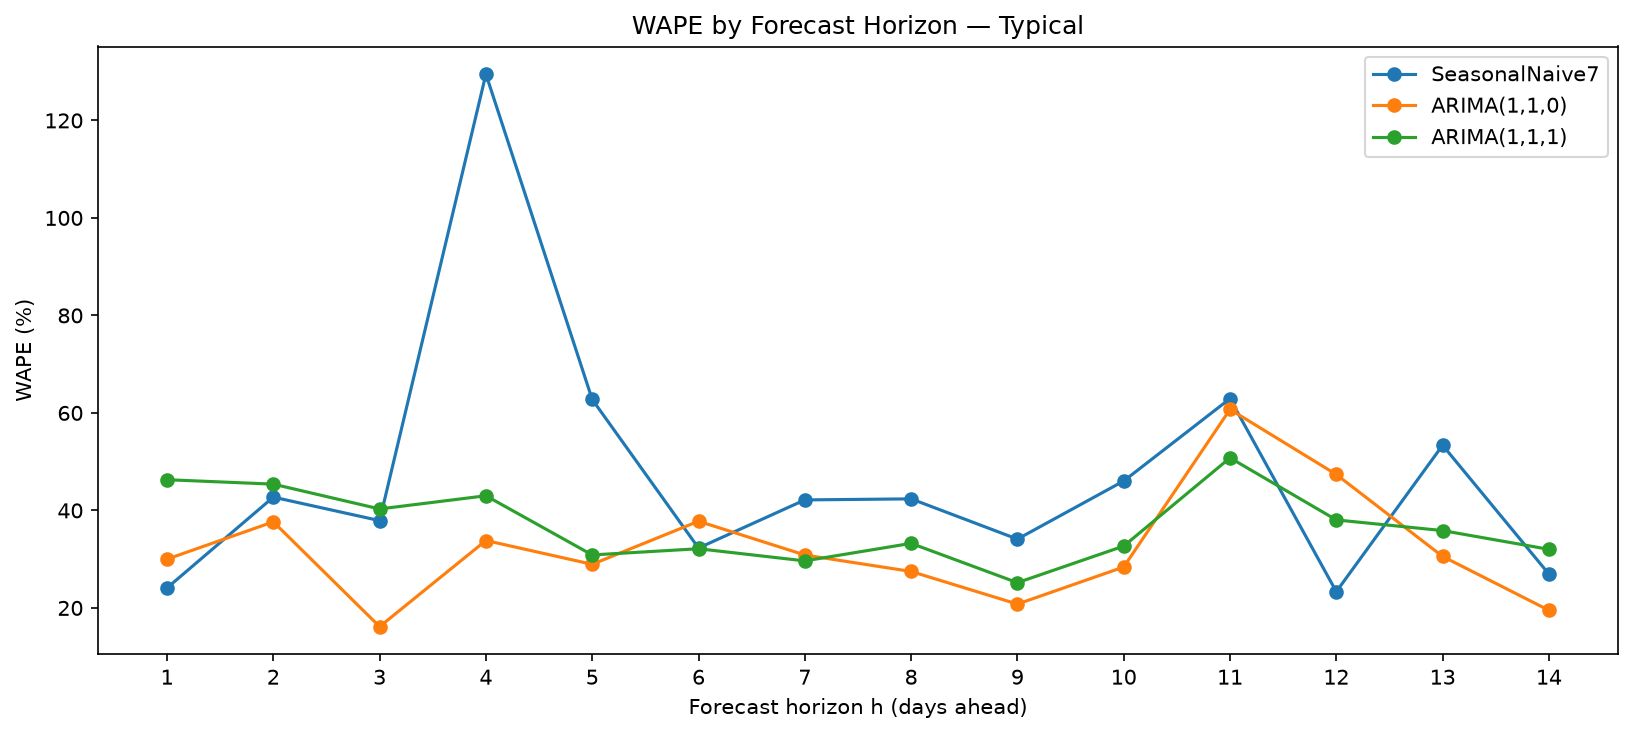 WAPE by Forecast Horizon — Typical
SeasonalNaive7
ARIMA(1,1,0)
ARIMA(1,1,1)
WAPE (%)
120
100
80
60
40
20
1 2 3 4 5 6 7 8 9 10 11 12 13 14
Forecast horizon h (days ahead)